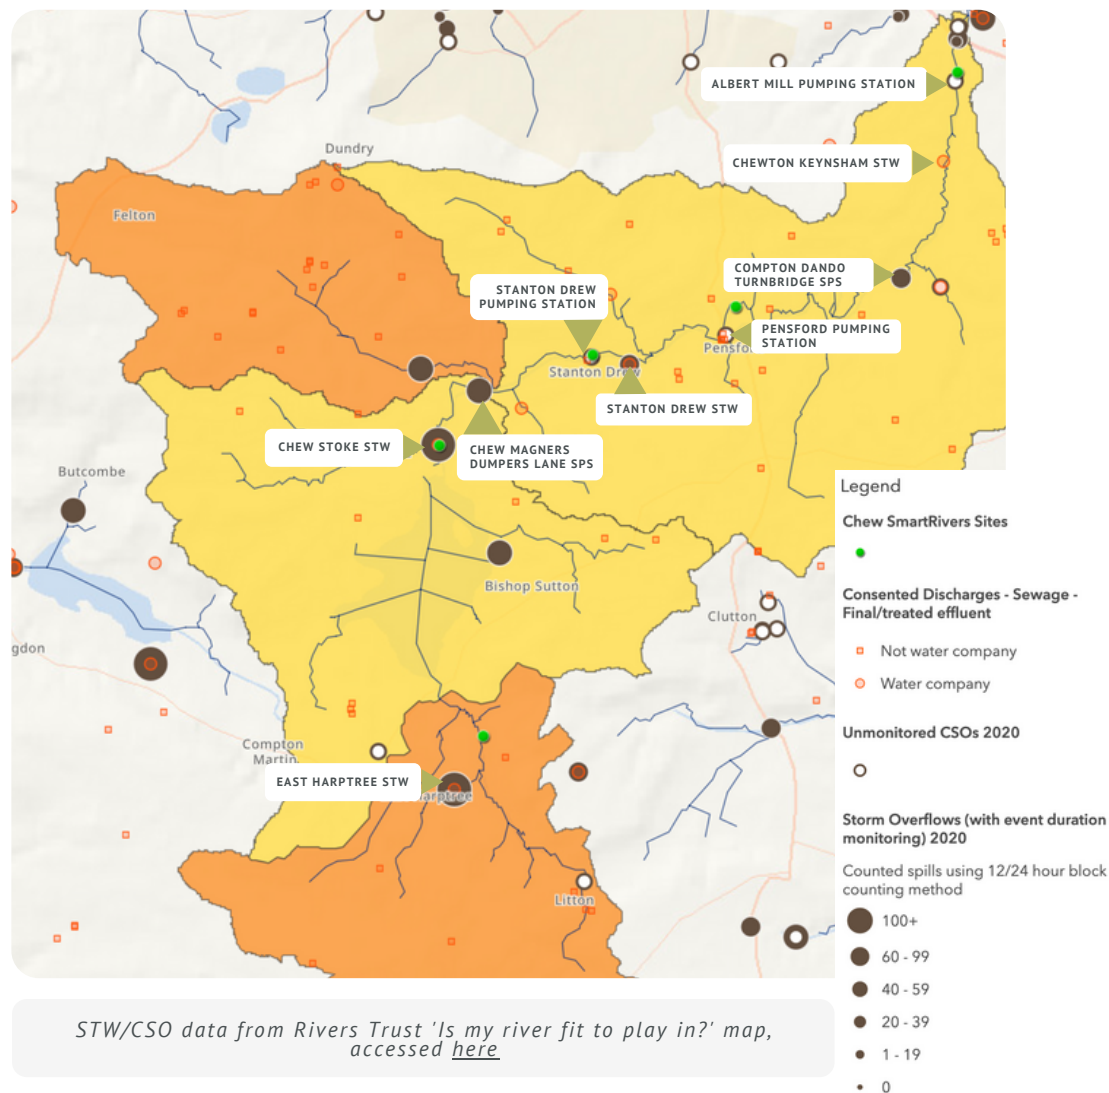 ALBERT MILL PUMPING STATION
Dundry
CHEWTON KEYNSHAM STW
Felton
COMPTON DANDO
TURNBRIDGE SPS
STANTON DREW
PUMPING STATION
PENSFORD PUMPING
STATION
Pensfo
Stanton Drew
STANTON DREW STW
CHEW STOKE STW
CHEW MAGNERS
DUMPERS LANE SPS
Butcombe
Bishop Sutton
Clutton
gdon
Compton
Martin
EAST HARPTREE STW
arptree
Litton
Legend
Chew SmartRivers Sites
Consented Discharges - Sewage -
Final/treated effluent
Not water company
Water company
Unmonitored CSOs 2020
Storm Overflows (with event duration
monitoring) 2020
Counted spills using 12/24 hour block
counting method
100+
60 - 99
40 - 59
20 - 39
1 - 19
0
STW/CSO data from Rivers Trust 'Is my river fit to play in?' map,
accessed here